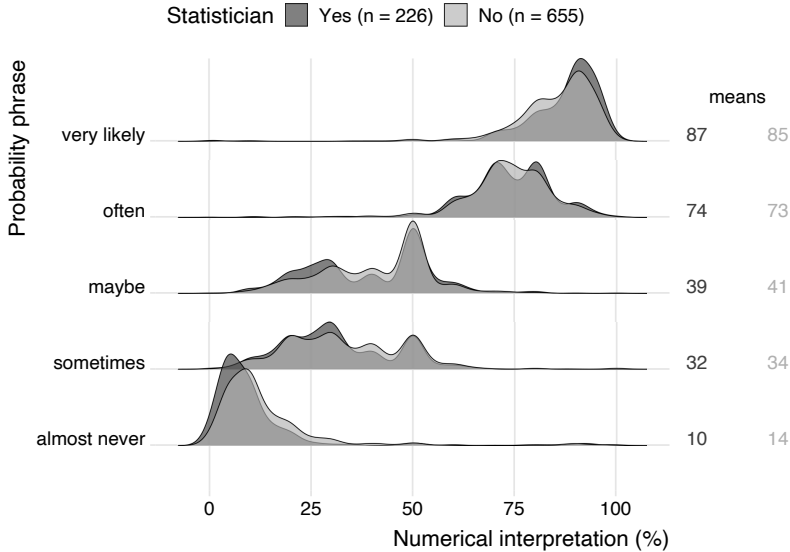 Statistician Yes (n = 226) No (n = 655)
Probability phrase
means
very likely 87 85
often 74 73
maybe 39 41
sometimes 32 34
almost never 10 14
0 25 50 75 100
Numerical interpretation (%)